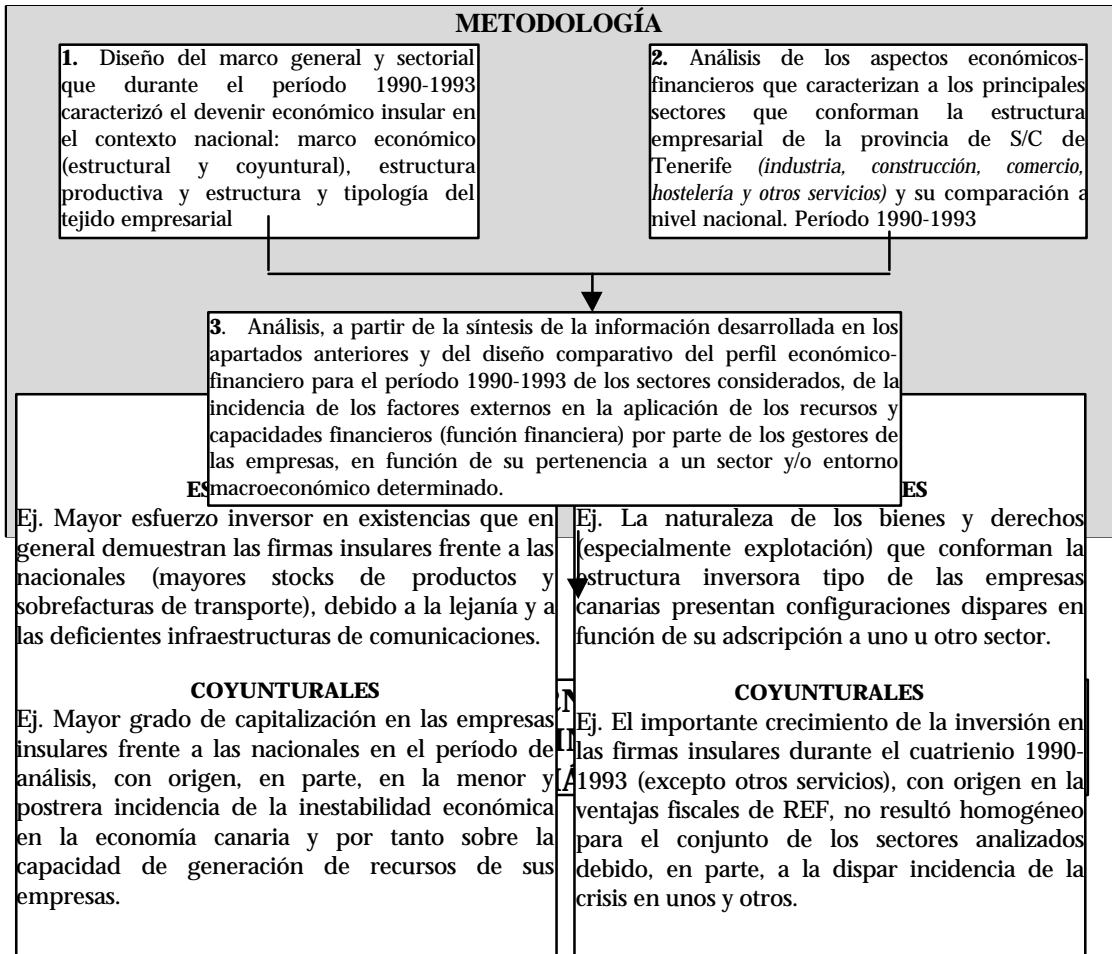 METODOLOGÍA
1. Diseño del marco general y sectorial
que durante el período 1990-1993
caracterizó el devenir económico insular en
el contexto nacional: marco económico
(estructural y coyuntural), estructura
productiva y estructura y tipología del
tejido empresarial
2. Análisis de los aspectos económicos-
financieros que caracterizan a los principales
sectores que conforman la estructura
empresarial de la provincia de S/C de
Tenerife (industria, construcción, comercio,
hostelería y otros servicios) y su comparación a
nivel nacional. Período 1990-1993
3. Análisis, a partir de la síntesis de la información desarrollada en los
apartados anteriores y del diseño comparativo del perfil económico-
financiero para el período 1990-1993 de los sectores considerados, de la
incidencia de los factores externos en la aplicación de los recursos y
capacidades financieros (función financiera) por parte de los gestores de
las empresas, en función de su pertenencia a un sector y/o entorno
macroeconómico determinado.
ES
Ej. Mayor esfuerzo inversor en existencias que en
general demuestran las firmas insulares frente a las
nacionales (mayores stocks de productos y
sobrefacturas de transporte), debido a la lejanía y a
las deficientes infraestructuras de comunicaciones.
COYUNTURALES
Ej. Mayor grado de capitalización en las empresas
insulares frente a las nacionales en el período de
análisis, con origen, en parte, en la menor y
postrera incidencia de la inestabilidad económica
en la economía canaria y por tanto sobre la
capacidad de generación de recursos de sus
empresas.
ES
Ej. La naturaleza de los bienes y derechos
(especialmente explotación) que conforman la
estructura inversora tipo de las empresas
canarias presentan configuraciones dispares en
función de su adscripción a uno u otro sector.
COYUNTURALES
Ej. El importante crecimiento de la inversión en
las firmas insulares durante el cuatrienio 1990-
1993 (excepto otros servicios), con origen en la
ventajas fiscales de REF, no resultó homogéneo
para el conjunto de los sectores analizados
debido, en parte, a la dispar incidencia de la
crisis en unos y otros.